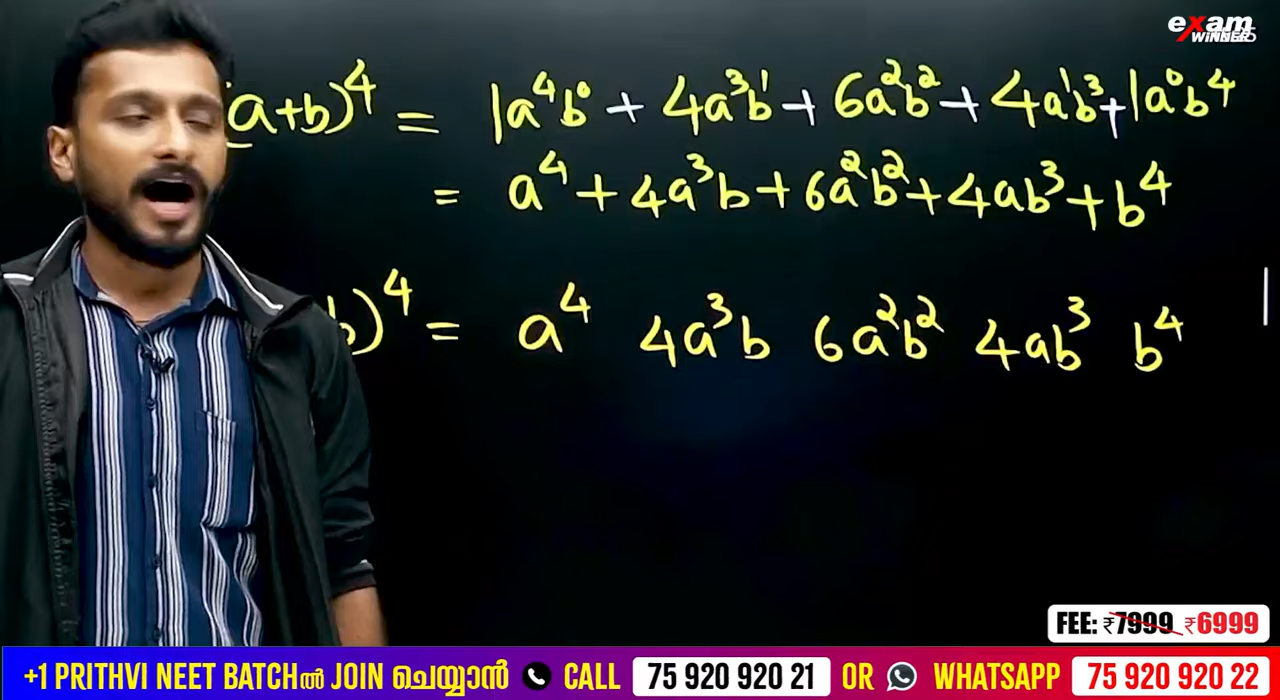 exam
WINNER
(a+b)⁴ = 1a⁴b⁰ + 4a³b¹ + 6a²b² + 4a¹b³ + 1a⁰b⁴
= a⁴ + 4a³b + 6a²b² + 4ab³ + b⁴
b)⁴ = a⁴ 4a³b 6a²b² 4ab³ b⁴
FEE: ₹7999 ₹6999
+1 PRITHVI NEET BATCHൽ JOIN ചെയ്യാൻ CALL 75 920 920 21 OR WHATSAPP 75 920 920 22